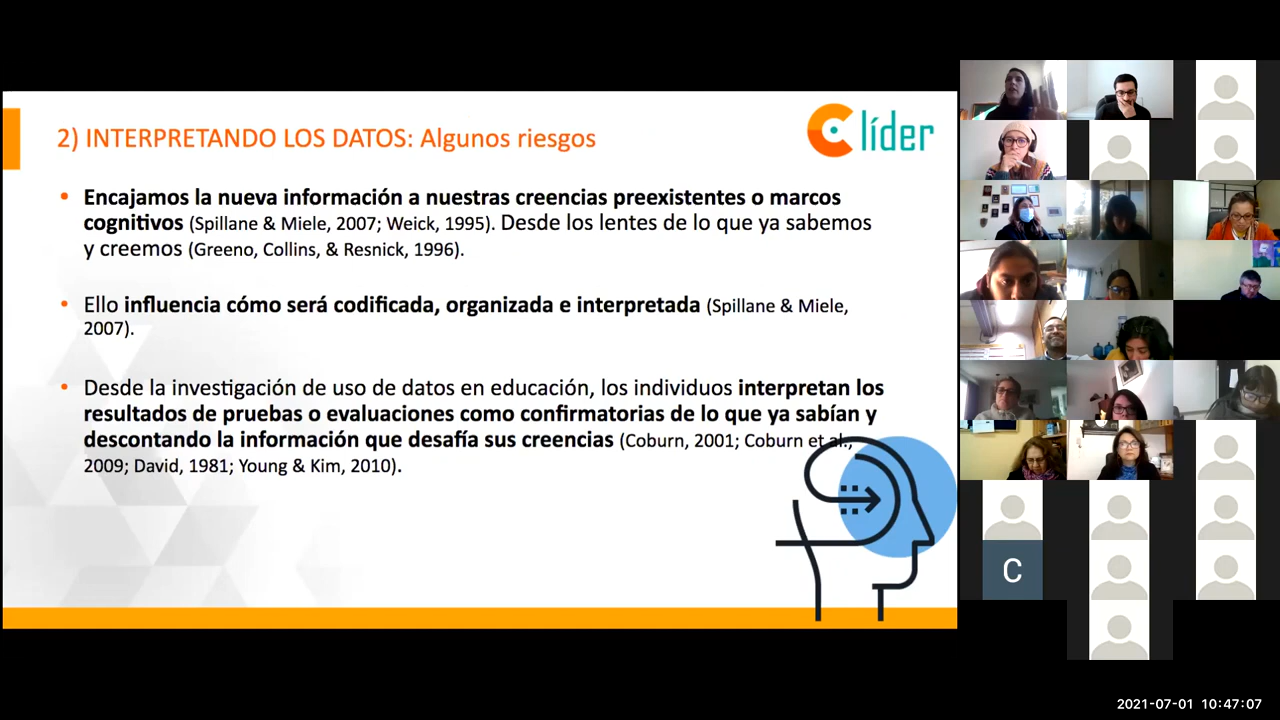 2) INTERPRETANDO LOS DATOS: Algunos riesgos
líder
• Encajamos la nueva información a nuestras creencias preexistentes o marcos
cognitivos (Spillane & Miele, 2007; Weick, 1995). Desde los lentes de lo que ya sabemos
y creemos (Greeno, Collins, & Resnick, 1996).
• Ello influencia cómo será codificada, organizada e interpretada (Spillane & Miele,
2007).
• Desde la investigación de uso de datos en educación, los individuos interpretan los
resultados de pruebas o evaluaciones como confirmatorias de lo que ya sabían y
descontando la información que desafía sus creencias (Coburn, 2001; Coburn et al.,
2009; David, 1981; Young & Kim, 2010).
C
2021-07-01 10:47:07